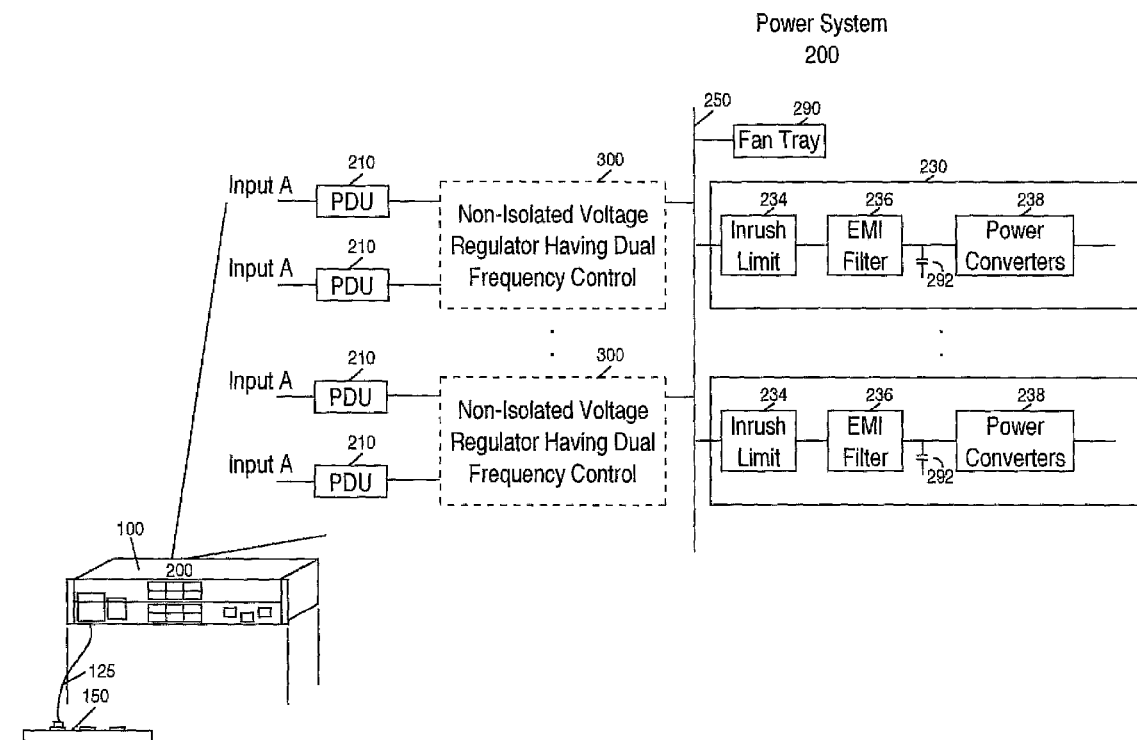 Power System
200
250
290
Fan Tray
210
Input A
PDU
300
Non-Isolated Voltage
Regulator Having Dual
Frequency Control
210
Input A
PDU
230
234
Inrush
Limit
236
EMI
Filter
292
238
Power
Converters
210
Input A
PDU
300
Non-Isolated Voltage
Regulator Having Dual
Frequency Control
210
Input A
PDU
234
Inrush
Limit
236
EMI
Filter
292
238
Power
Converters
100
200
125
150